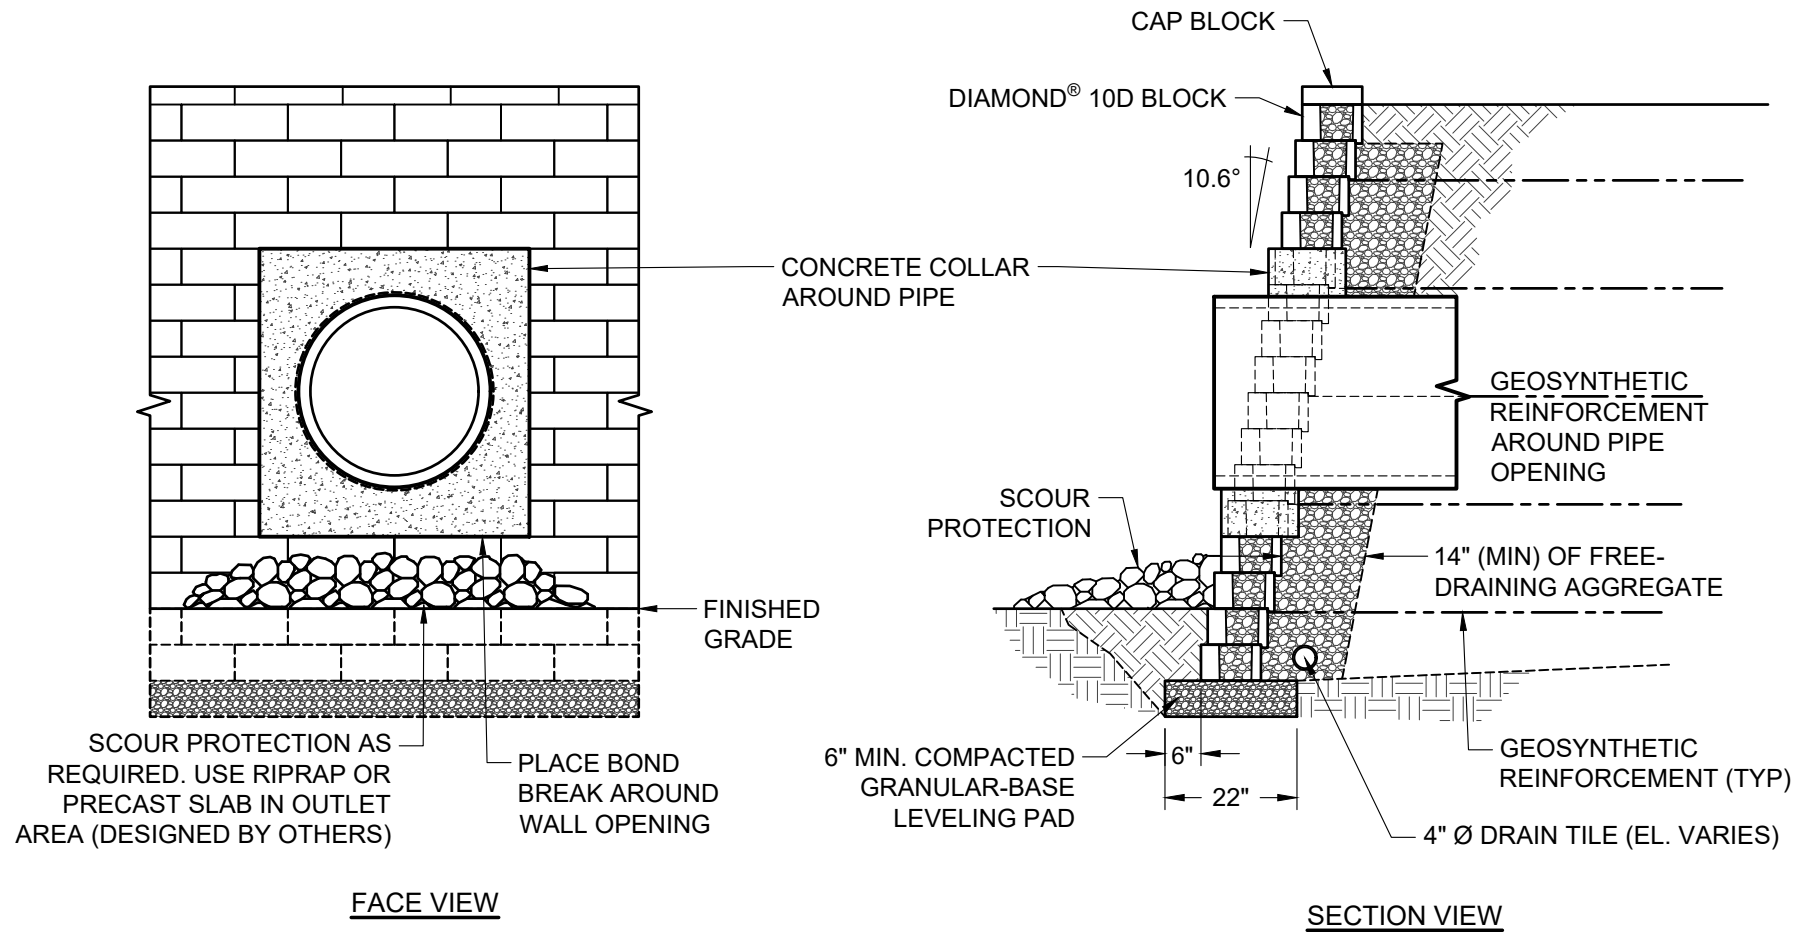 CAP BLOCK
DIAMOND® 10D BLOCK
10.6°
CONCRETE COLLAR
AROUND PIPE
GEOSYNTHETIC
REINFORCEMENT
AROUND PIPE
OPENING
SCOUR
PROTECTION
14" (MIN) OF FREE-
DRAINING AGGREGATE
FINISHED
GRADE
SCOUR PROTECTION AS
REQUIRED. USE RIPRAP OR
PRECAST SLAB IN OUTLET
AREA (DESIGNED BY OTHERS)
PLACE BOND
BREAK AROUND
WALL OPENING
6" MIN. COMPACTED
GRANULAR-BASE
LEVELING PAD
6"
22"
GEOSYNTHETIC
REINFORCEMENT (TYP)
4" Ø DRAIN TILE (EL. VARIES)
FACE VIEW
SECTION VIEW